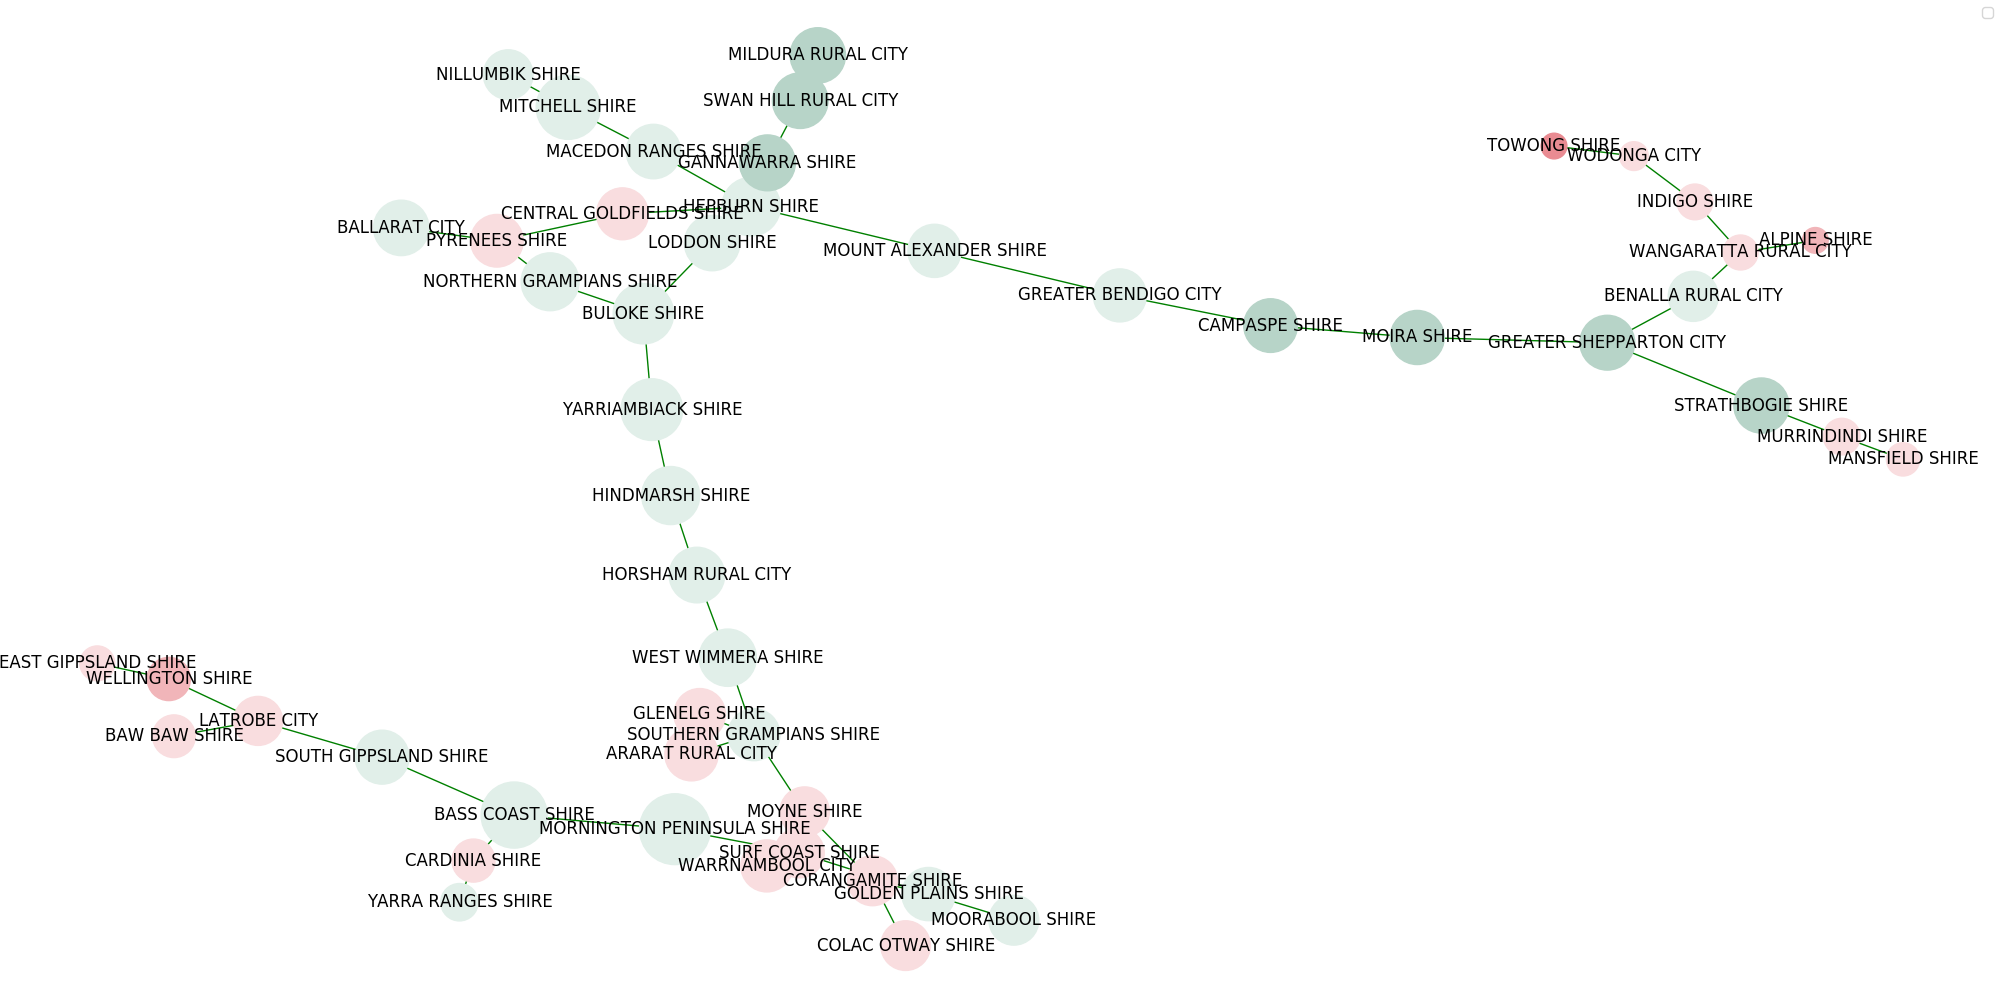 MILDURA RURAL CITY
NILLUMBIK SHIRE
SWAN HILL RURAL CITY
MITCHELL SHIRE
TOWONG SHIRE
MACEDON RANGES SHIRE
WODONGA CITY
GANNAWARRA SHIRE
INDIGO SHIRE
HEPBURN SHIRE
CENTRAL GOLDFIELDS SHIRE
BALLARAT CITY
PYRENEES SHIRE
ALPINE SHIRE
LODDON SHIRE
MOUNT ALEXANDER SHIRE
WANGARATTA RURAL CITY
NORTHERN GRAMPIANS SHIRE
GREATER BENDIGO CITY
BENALLA RURAL CITY
BULOKE SHIRE
CAMPASPE SHIRE
MOIRA SHIRE
GREATER SHEPPARTON CITY
STRATHBOGIE SHIRE
YARRIAMBIACK SHIRE
MURRINDINDI SHIRE
MANSFIELD SHIRE
HINDMARSH SHIRE
HORSHAM RURAL CITY
WEST WIMMERA SHIRE
EAST GIPPSLAND SHIRE
WELLINGTON SHIRE
GLENELG SHIRE
LATROBE CITY
BAW BAW SHIRE
SOUTHERN GRAMPIANS SHIRE
ARARAT RURAL CITY
SOUTH GIPPSLAND SHIRE
MOYNE SHIRE
BASS COAST SHIRE
MORNINGTON PENINSULA SHIRE
SURF COAST SHIRE
CARDINIA SHIRE
WARRNAMBOOL CITY
CORANGAMITE SHIRE
GOLDEN PLAINS SHIRE
YARRA RANGES SHIRE
MOORABOOL SHIRE
COLAC OTWAY SHIRE